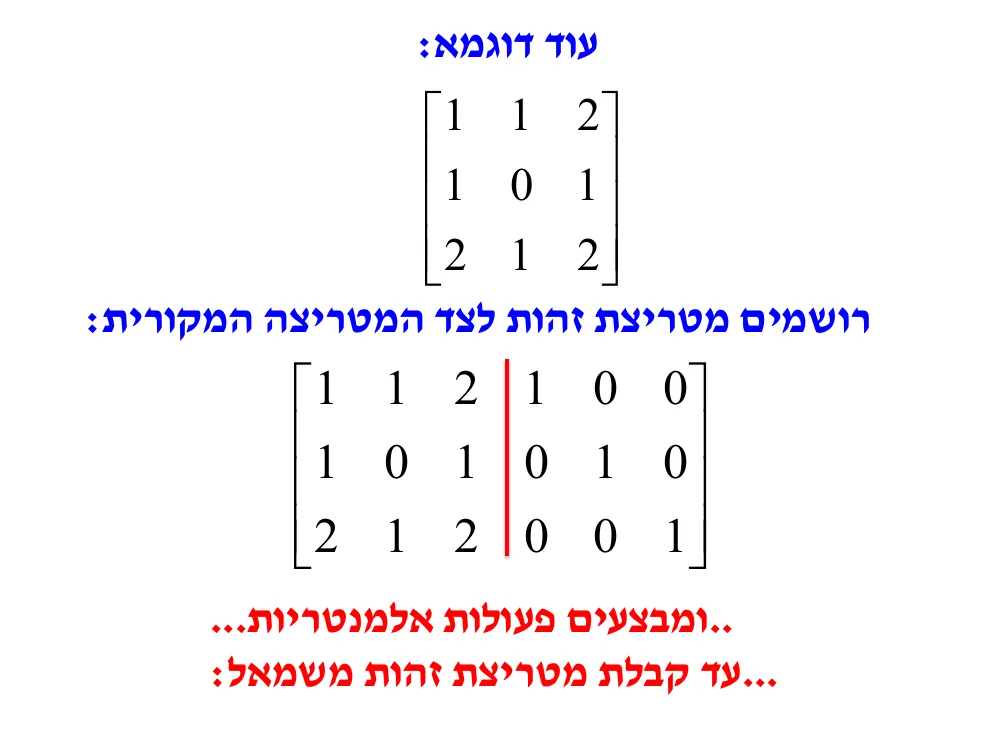 עוד דוגמא:
1 1 2
1 0 1
2 1 2
רושמים מטריצת זהות לצד המטריצה המקורית:
1 1 2 1 0 0
1 0 1 0 1 0
2 1 2 0 0 1
..ומבצעים פעולות אלמנטריות...
...עד קבלת מטריצת זהות משמאל: